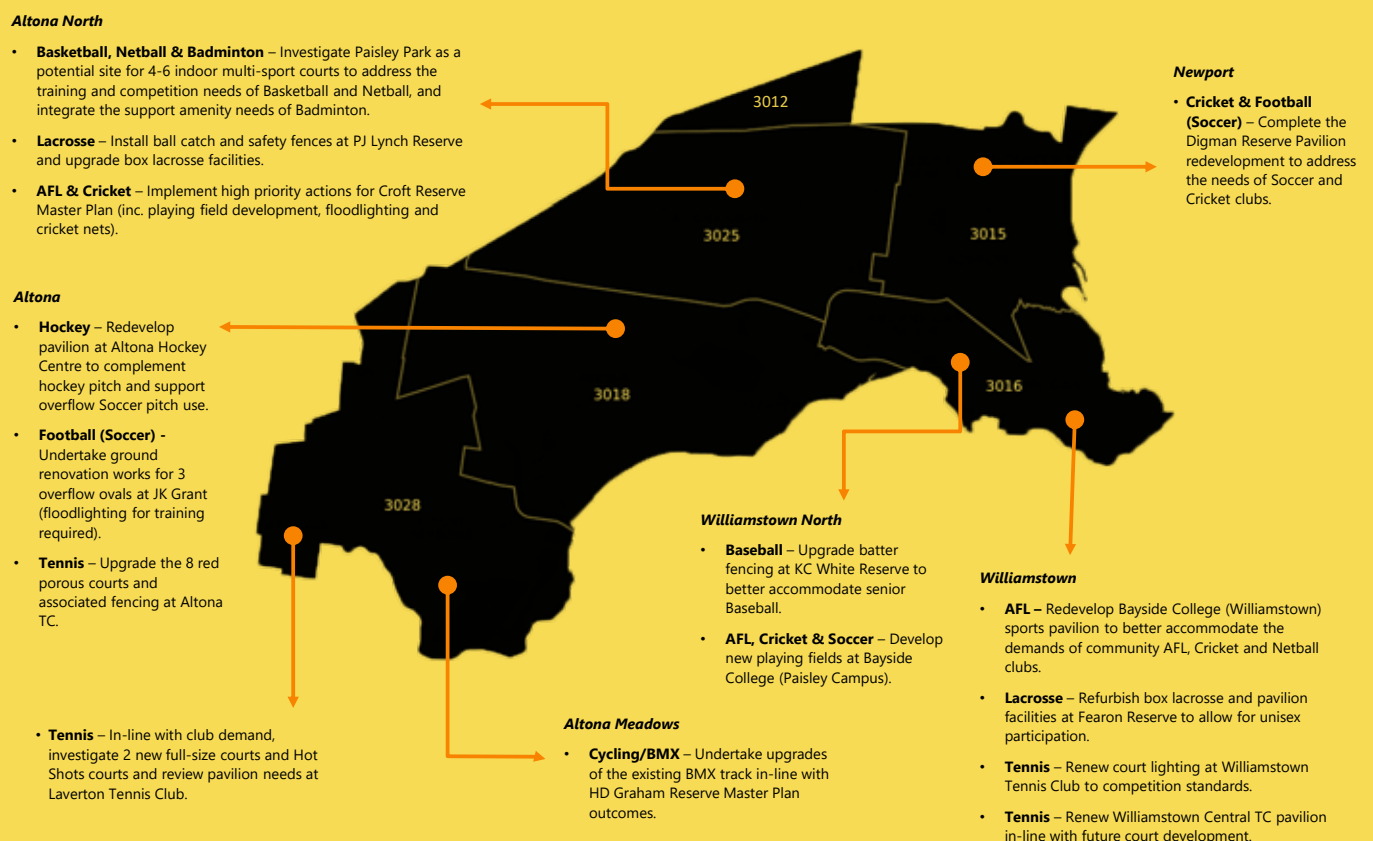 Altona North
• Basketball, Netball & Badminton – Investigate Paisley Park as a
potential site for 4-6 indoor multi-sport courts to address the
training and competition needs of Basketball and Netball, and
integrate the support amenity needs of Badminton.
• Lacrosse – Install ball catch and safety fences at PJ Lynch Reserve
and upgrade box lacrosse facilities.
• AFL & Cricket – Implement high priority actions for Croft Reserve
Master Plan (inc. playing field development, floodlighting and
cricket nets).
Altona
• Hockey – Redevelop
pavilion at Altona Hockey
Centre to complement
hockey pitch and support
overflow Soccer pitch use.
• Football (Soccer) -
Undertake ground
renovation works for 3
overflow ovals at JK Grant
(floodlighting for training
required).
• Tennis – Upgrade the 8 red
porous courts and
associated fencing at Altona
TC.
• Tennis – In-line with club demand,
investigate 2 new full-size courts and Hot
Shots courts and review pavilion needs at
Laverton Tennis Club.
3012
3025
3015
3018
3016
3028
Newport
• Cricket & Football
(Soccer) – Complete the
Digman Reserve Pavilion
redevelopment to address
the needs of Soccer and
Cricket clubs.
Altona Meadows
• Cycling/BMX – Undertake upgrades
of the existing BMX track in-line with
HD Graham Reserve Master Plan
outcomes.
Williamstown North
• Baseball – Upgrade batter
fencing at KC White Reserve to
better accommodate senior
Baseball.
• AFL, Cricket & Soccer – Develop
new playing fields at Bayside
College (Paisley Campus).
Williamstown
• AFL – Redevelop Bayside College (Williamstown)
sports pavilion to better accommodate the
demands of community AFL, Cricket and Netball
clubs.
• Lacrosse – Refurbish box lacrosse and pavilion
facilities at Fearon Reserve to allow for unisex
participation.
• Tennis – Renew court lighting at Williamstown
Tennis Club to competition standards.
• Tennis – Renew Williamstown Central TC pavilion
in-line with future court development.